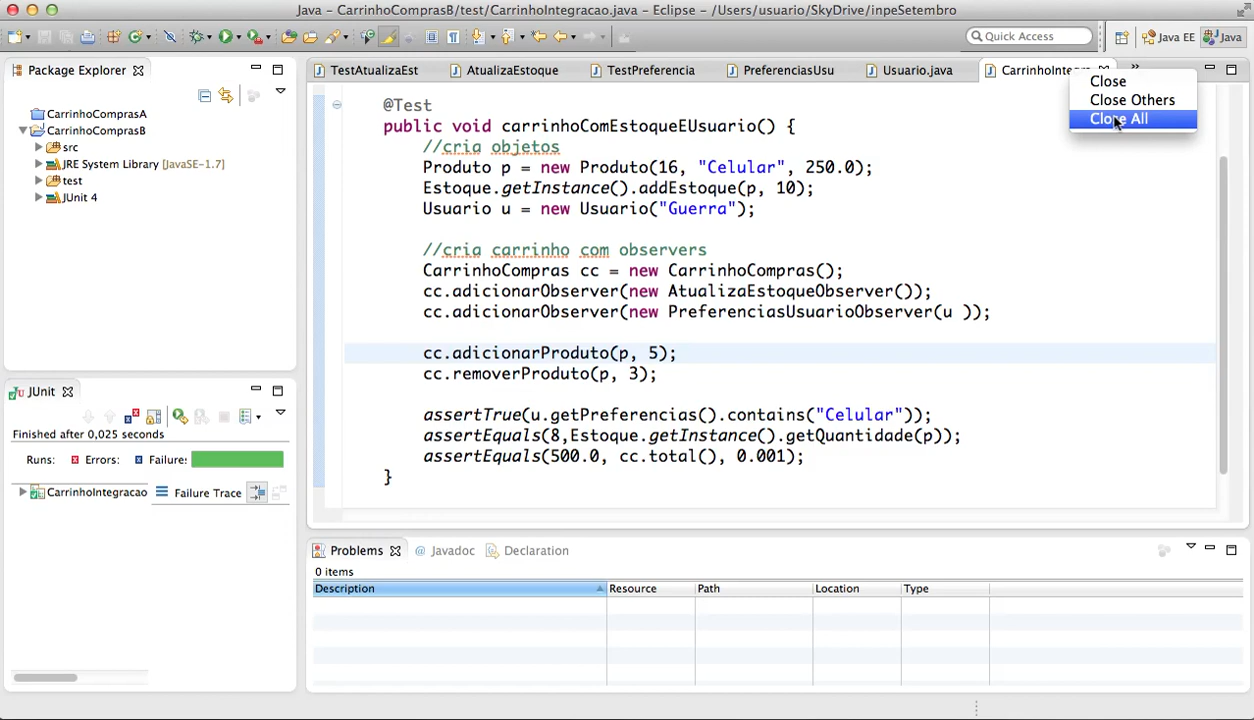 Java - CarrinhoComprasB/test/CarrinhoIntegracao.java - Eclipse - /Users/usuario/SkyDrive/inpeSetembro
Quick Access
Java EE
Java
Package Explorer
CarrinhoComprasA
CarrinhoComprasB
src
JRE System Library [JavaSE-1.7]
test
JUnit 4
TestAtualizaEst
AtualizaEstoque
TestPreferencia
PreferenciasUsu
Usuario.java
CarrinhoIntegra
Close
Close Others
Close All
@Test
public void carrinhoComEstoqueEUsuario() {
//cria objetos
Produto p = new Produto(16, "Celular", 250.0);
Estoque.getInstance().addEstoque(p, 10);
Usuario u = new Usuario("Guerra");
//cria carrinho com observers
CarrinhoCompras cc = new CarrinhoCompras();
cc.adicionarObserver(new AtualizaEstoqueObserver());
cc.adicionarObserver(new PreferenciasUsuarioObserver(u ));
cc.adicionarProduto(p, 5);
cc.removerProduto(p, 3);
assertTrue(u.getPreferencias().contains("Celular"));
assertEquals(8,Estoque.getInstance().getQuantidade(p));
assertEquals(500.0, cc.total(), 0.001);
}
JUnit
Finished after 0,025 seconds
Runs: Errors: Failure:
CarrinhoIntegracao
Failure Trace
Problems
@ Javadoc
Declaration
0 items
Description Resource Path Location Type